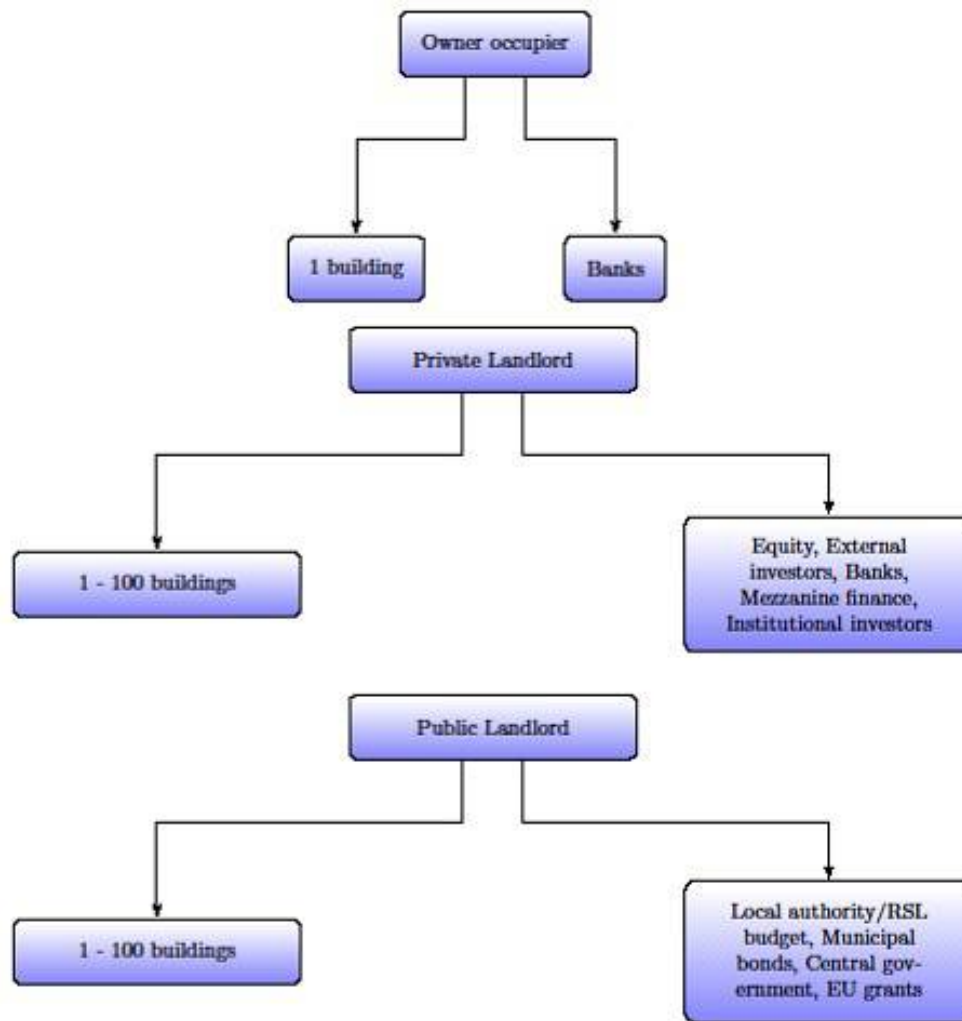 Owner occupier
1 building
Banks
Private Landlord
1 - 100 buildings
Equity, External
investors, Banks,
Mezzanine finance,
Institutional investors
Public Landlord
1 - 100 buildings
Local authority/RSL
budget, Municipal
bonds, Central gov-
ernment, EU grants